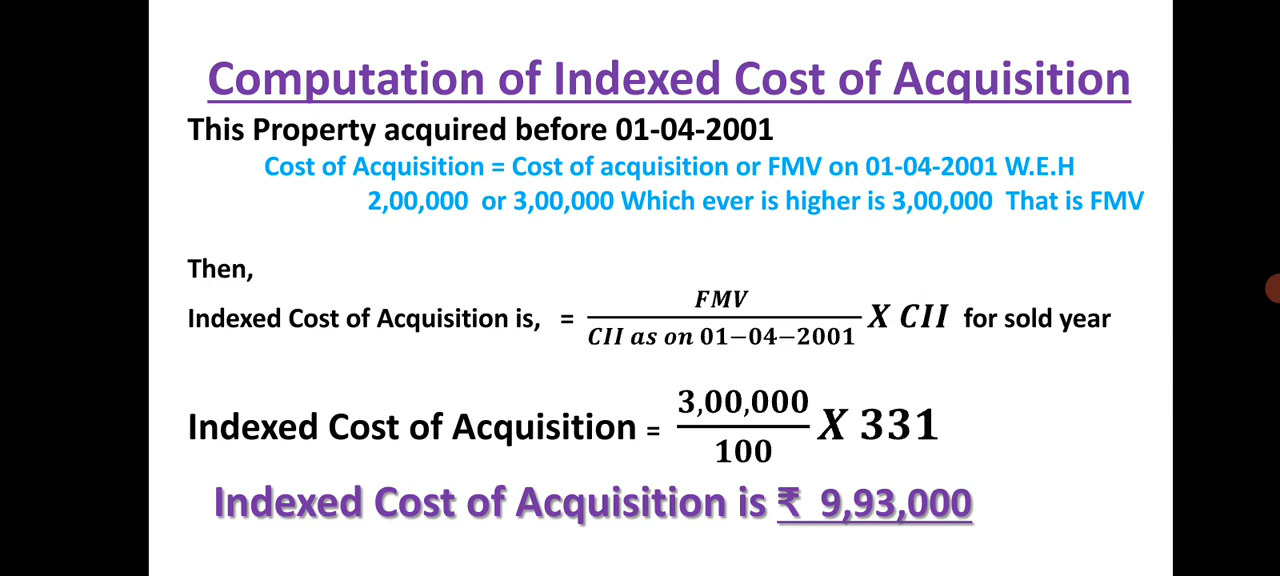 Computation of Indexed Cost of Acquisition
This Property acquired before 01-04-2001
Cost of Acquisition = Cost of acquisition or FMV on 01-04-2001 W.E.H
2,00,000 or 3,00,000 Which ever is higher is 3,00,000 That is FMV
Then,
FMV
Indexed Cost of Acquisition is, = X CII for sold year
CII as on 01−04−2001
3,00,000
Indexed Cost of Acquisition = X 331
100
Indexed Cost of Acquisition is ₹ 9,93,000